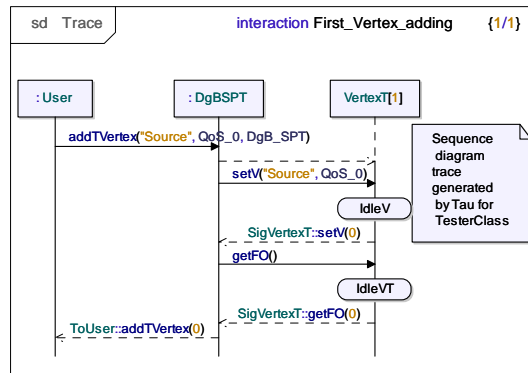 sd Trace
interaction First_Vertex_adding {1/1}
: User
: DgBSPT
VertexT[1]
addTVertex("Source", QoS_0, DgB_SPT)
setV("Source", QoS_0)
IdleV
SigVertexT::setV(0)
getFO()
IdleVT
SigVertexT::getFO(0)
ToUser::addTVertex(0)
Sequence
diagram
trace
generated
by Tau for
TesterClass